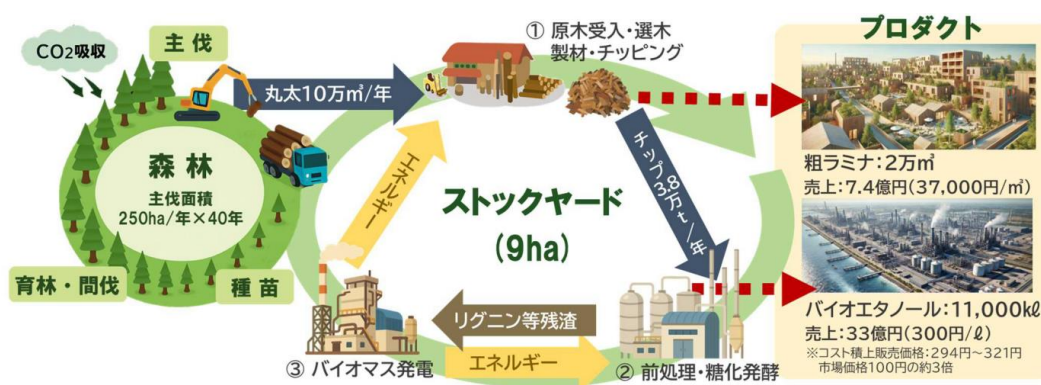 CO2吸収
主伐
丸太10万㎥/年
森林
主伐面積
250ha/年×40年
育林・間伐
種苗
① 原木受入・選木
製材・チッピング
エネルギー
チップ3.8万t/年
ストックヤード
(9ha)
リグニン等残渣
エネルギー
③ バイオマス発電
② 前処理・糖化発酵
プロダクト
粗ラミナ:2万㎥
売上:7.4億円(37,000円/㎥)
バイオエタノール:11,000kℓ
売上:33億円(300円/ℓ)
※コスト積上販売価格:294円~321円
市場価格100円の約3倍